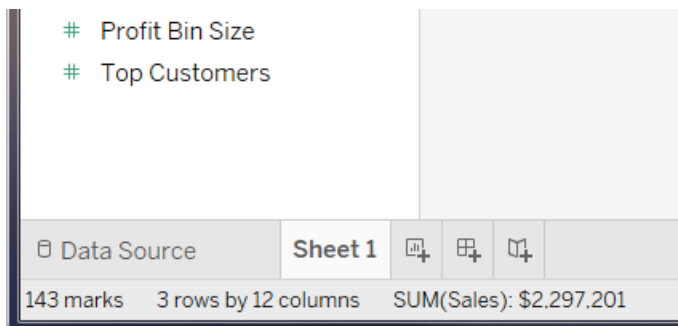 Profit Bin Size
Top Customers
Data Source Sheet 1
143 marks 3 rows by 12 columns SUM(Sales): $2,297,201